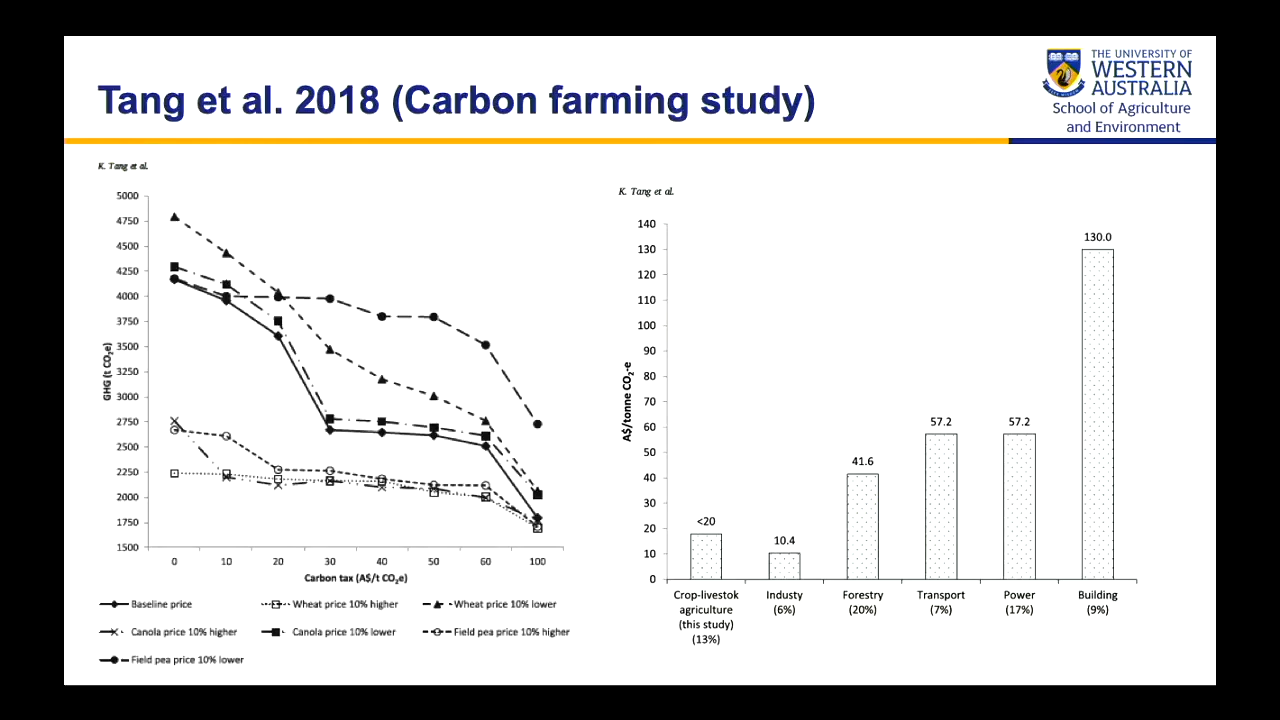 Tang et al. 2018 (Carbon farming study)
THE UNIVERSITY OF
WESTERN
AUSTRALIA
School of Agriculture
and Environment
K. Tang et al.
5000
4750
4500
4250
4000
3750
3500
3250
3000
2750
2500
2250
2000
1750
1500
GHG (t CO2e)
0 10 20 30 40 50 60 100
Carbon tax (A$/t CO2e)
Baseline price
Wheat price 10% higher
Wheat price 10% lower
Canola price 10% higher
Canola price 10% lower
Field pea price 10% higher
Field pea price 10% lower
K. Tang et al.
140
130
120
110
100
90
80
70
60
50
40
30
20
10
0
A$/tonne CO2-e
<20
10.4
41.6
57.2
57.2
130.0
Crop-livestok
agriculture
(this study)
(13%)
Industy
(6%)
Forestry
(20%)
Transport
(7%)
Power
(17%)
Building
(9%)